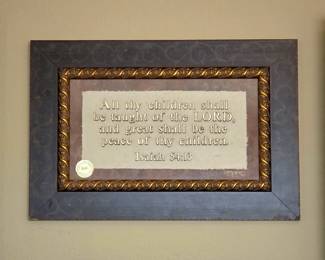 All thy children shall
be taught of the LORD,
and great shall be the
peace of thy children
Isaiah 54:13